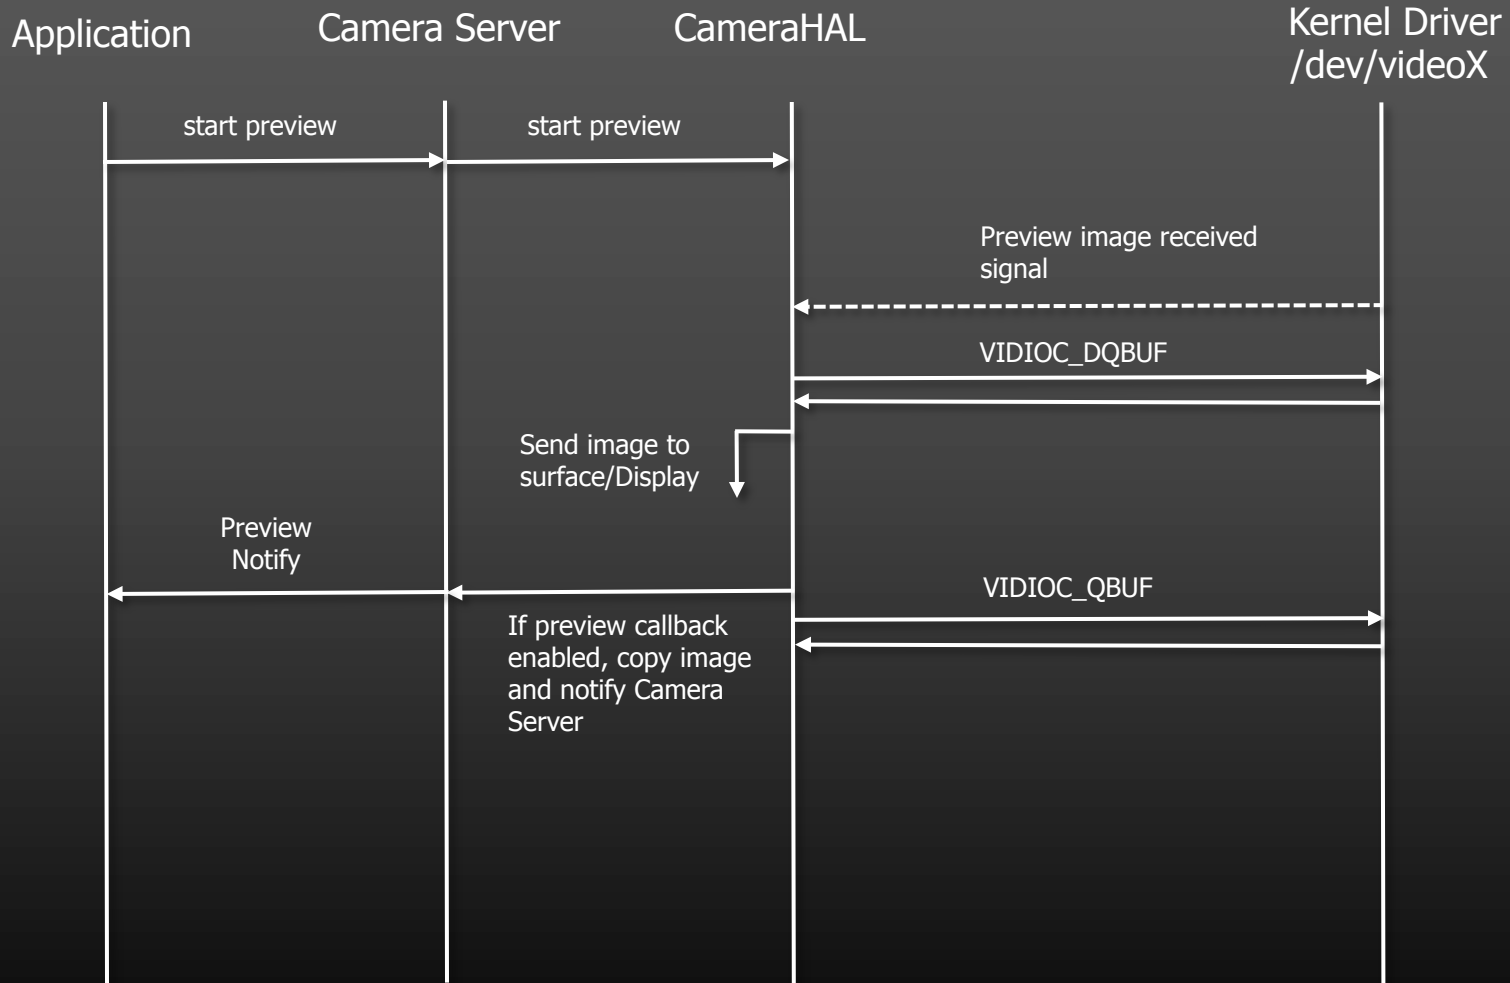 Application
Camera Server
CameraHAL
Kernel Driver
/dev/videoX
start preview
start preview
Preview image received
signal
VIDIOC_DQBUF
Send image to
surface/Display
Preview
Notify
VIDIOC_QBUF
If preview callback
enabled, copy image
and notify Camera
Server